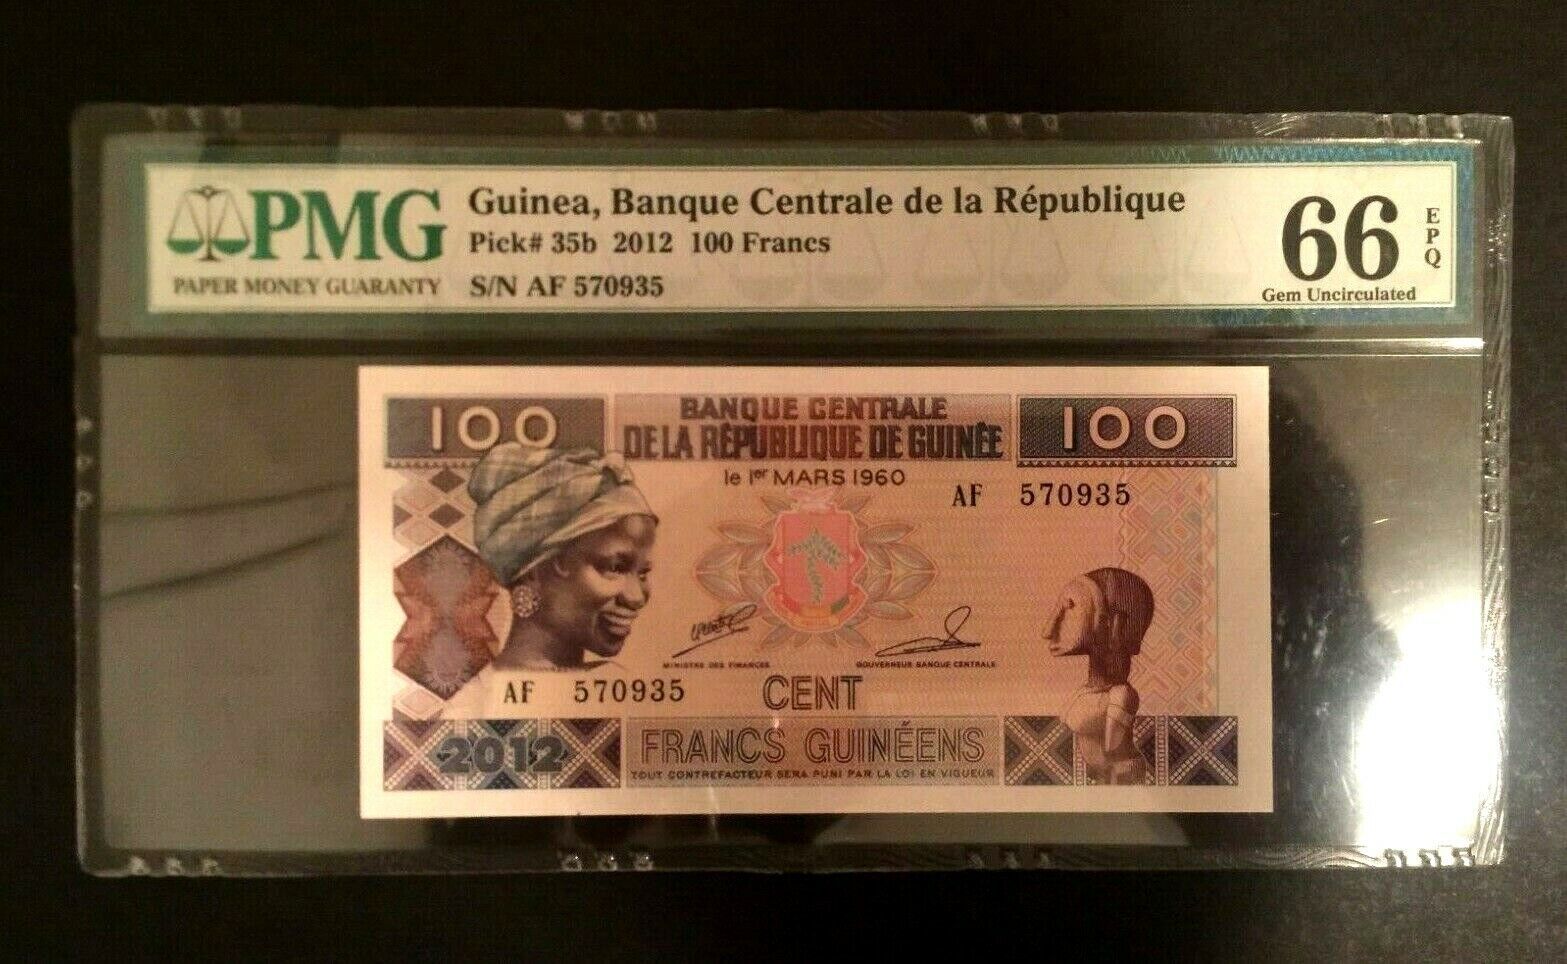 PMG
PAPER MONEY GUARANTY
Guinea, Banque Centrale de la République
Pick# 35b 2012 100 Francs
S/N AF 570935
66
EPQ
Gem Uncirculated
100
BANQUE CENTRALE
DE LA RÉPUBLIQUE DE GUINÉE
100
le 1er MARS 1960
AF 570935
MINISTRE DES FINANCES
GOUVERNEUR BANQUE CENTRALE
AF 570935
CENT
2012
FRANCS GUINÉENS
TOUT CONTREFACTEUR SERA PUNI PAR LA LOI EN VIGUEUR